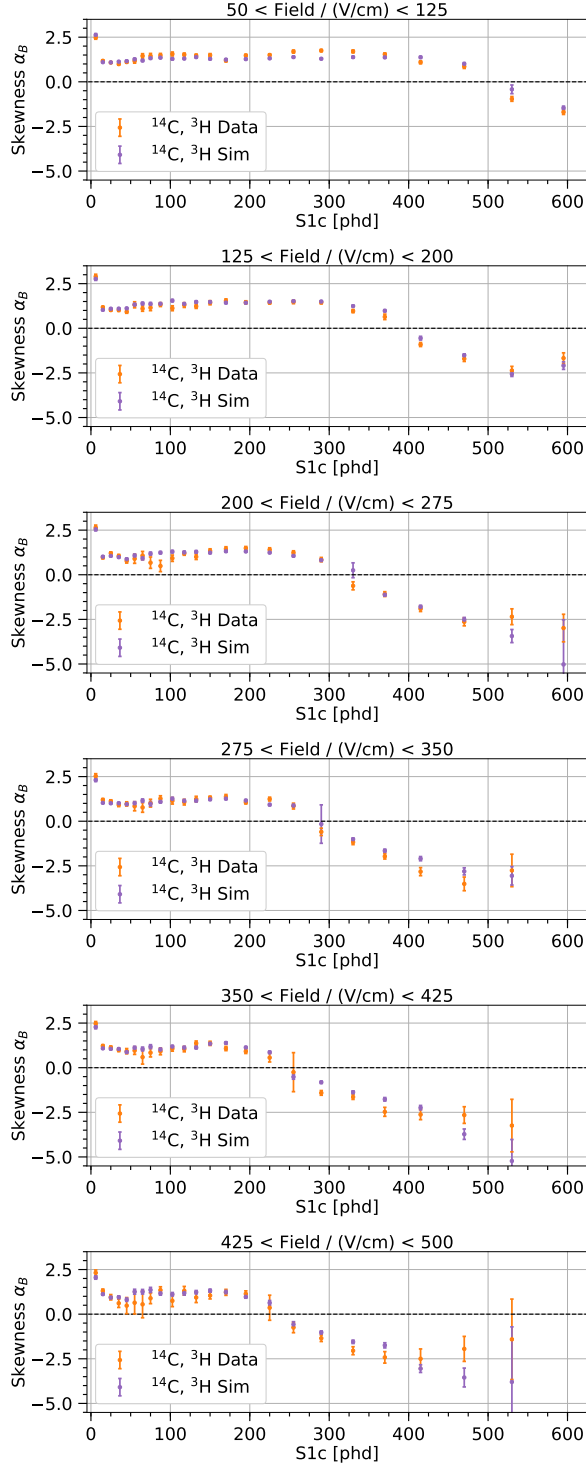 50 < Field / (V/cm) < 125
Skewness α_B
2.5
0.0
−2.5
−5.0
¹⁴C, ³H Data
¹⁴C, ³H Sim
0 100 200 300 400 500 600
S1c [phd]
125 < Field / (V/cm) < 200
Skewness α_B
2.5
0.0
−2.5
−5.0
¹⁴C, ³H Data
¹⁴C, ³H Sim
0 100 200 300 400 500 600
S1c [phd]
200 < Field / (V/cm) < 275
Skewness α_B
2.5
0.0
−2.5
−5.0
¹⁴C, ³H Data
¹⁴C, ³H Sim
0 100 200 300 400 500 600
S1c [phd]
275 < Field / (V/cm) < 350
Skewness α_B
2.5
0.0
−2.5
−5.0
¹⁴C, ³H Data
¹⁴C, ³H Sim
0 100 200 300 400 500 600
S1c [phd]
350 < Field / (V/cm) < 425
Skewness α_B
2.5
0.0
−2.5
−5.0
¹⁴C, ³H Data
¹⁴C, ³H Sim
0 100 200 300 400 500 600
S1c [phd]
425 < Field / (V/cm) < 500
Skewness α_B
2.5
0.0
−2.5
−5.0
¹⁴C, ³H Data
¹⁴C, ³H Sim
0 100 200 300 400 500 600
S1c [phd]